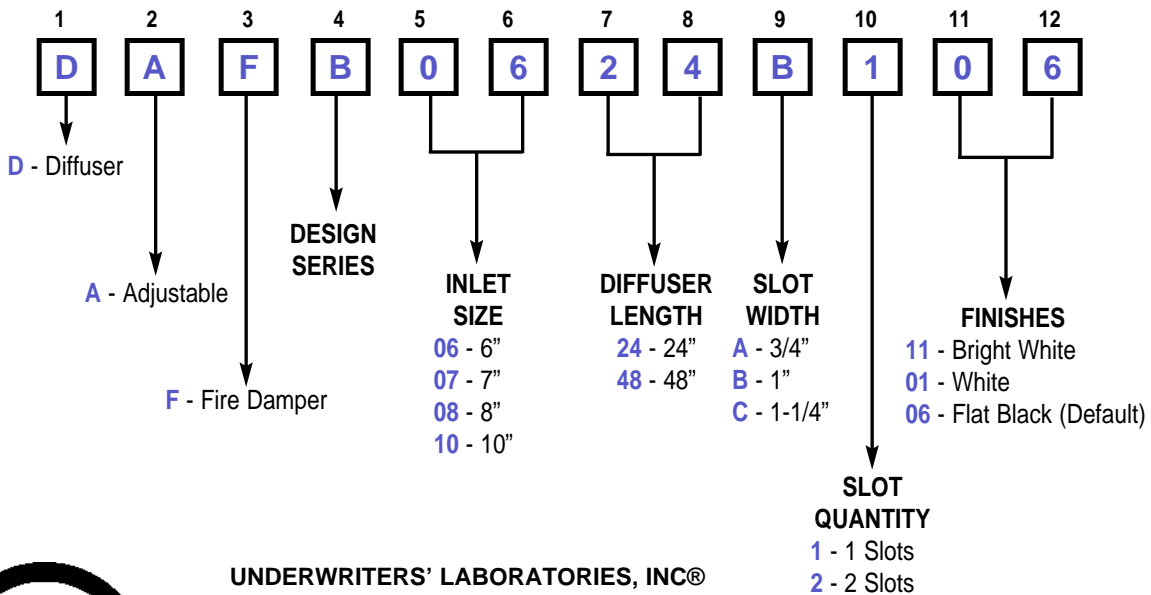 1 2 3 4 5 6 7 8 9 10 11 12
D A F B 0 6 2 4 B 1 0 6
D - Diffuser
A - Adjustable
F - Fire Damper
DESIGN
SERIES
INLET
SIZE
06 - 6”
07 - 7”
08 - 8”
10 - 10”
DIFFUSER
LENGTH
24 - 24”
48 - 48”
SLOT
WIDTH
A - 3/4”
B - 1”
C - 1-1/4”
SLOT
QUANTITY
1 - 1 Slots
2 - 2 Slots
FINISHES
11 - Bright White
01 - White
06 - Flat Black (Default)
UNDERWRITERS’ LABORATORIES, INC®